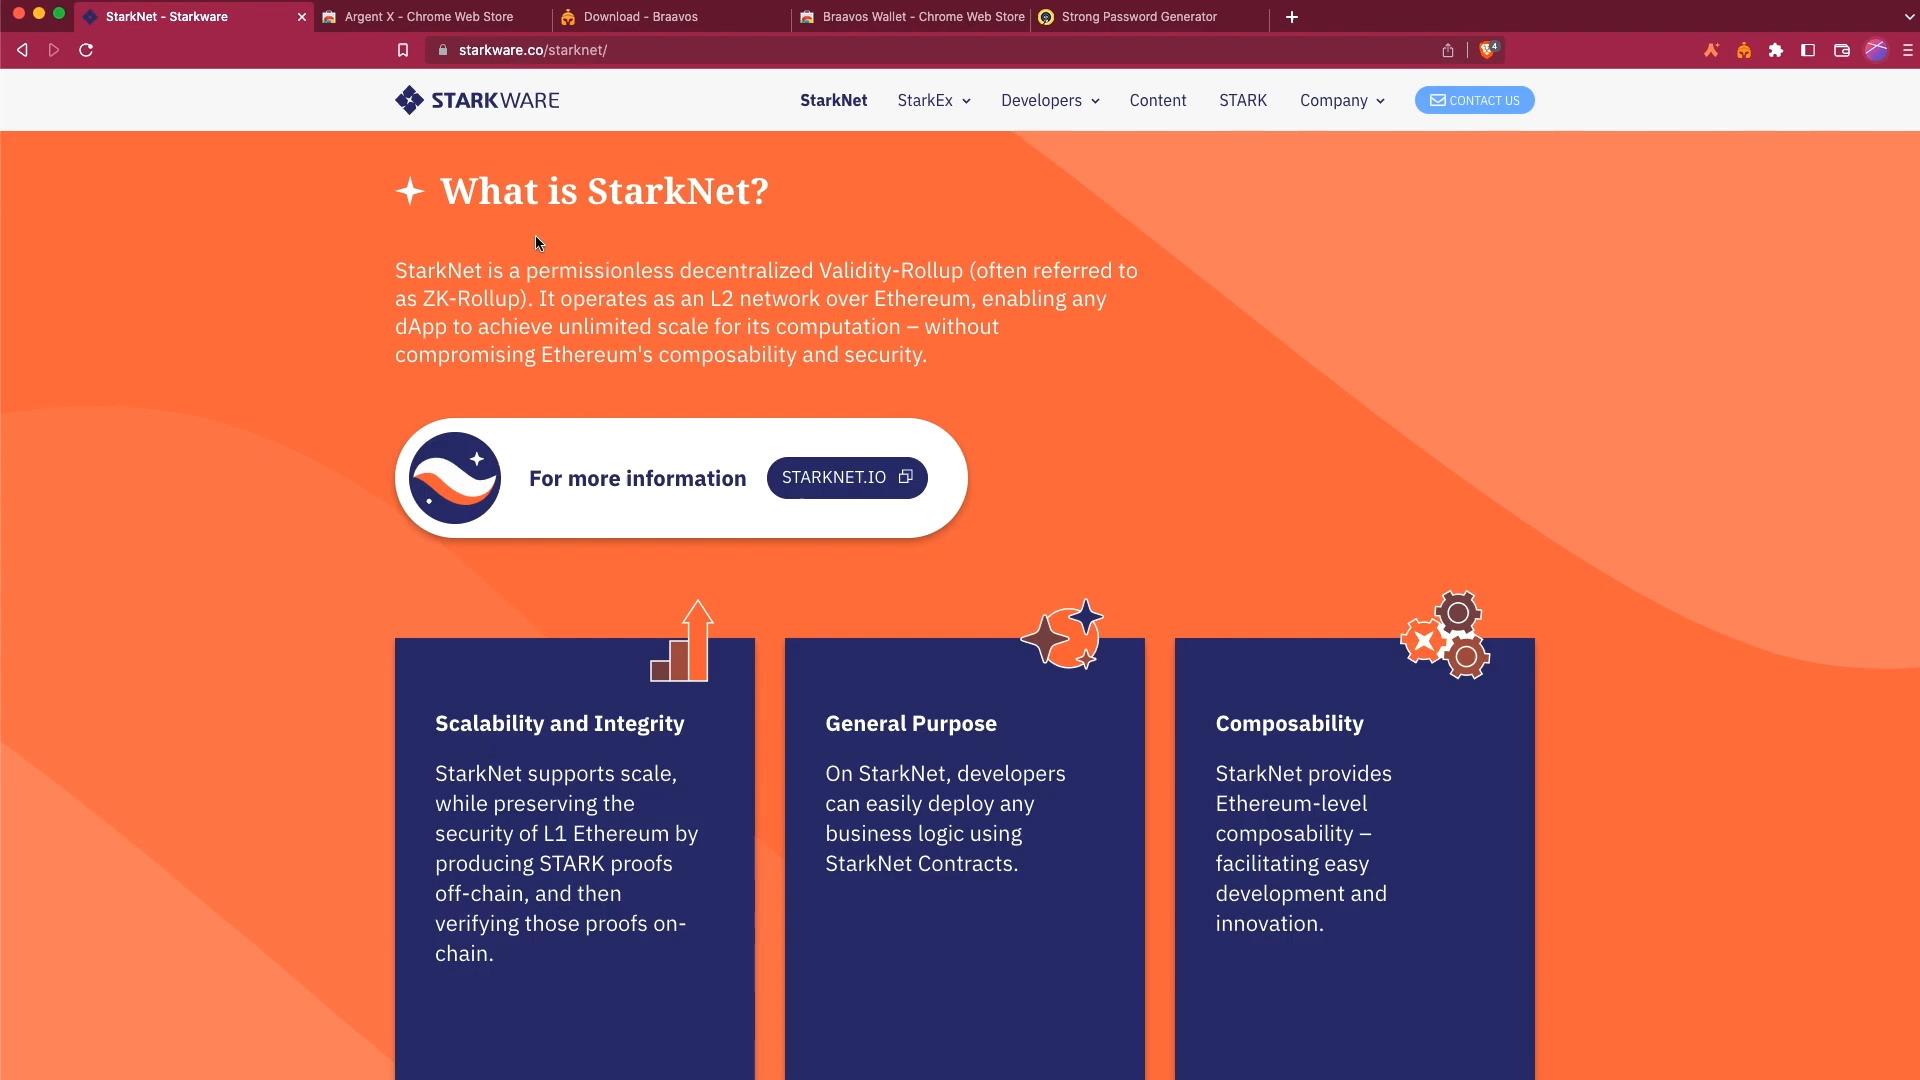 StarkNet - Starkware
Argent X - Chrome Web Store
Download - Braavos
Braavos Wallet - Chrome Web Store
Strong Password Generator
starkware.co/starknet/
4
STARKWARE
StarkNet
StarkEx
Developers
Content
STARK
Company
CONTACT US
What is StarkNet?
StarkNet is a permissionless decentralized Validity-Rollup (often referred to
as ZK-Rollup). It operates as an L2 network over Ethereum, enabling any
dApp to achieve unlimited scale for its computation – without
compromising Ethereum's composability and security.
For more information
STARKNET.IO
Scalability and Integrity
StarkNet supports scale,
while preserving the
security of L1 Ethereum by
producing STARK proofs
off-chain, and then
verifying those proofs on-
chain.
General Purpose
On StarkNet, developers
can easily deploy any
business logic using
StarkNet Contracts.
Composability
StarkNet provides
Ethereum-level
composability –
facilitating easy
development and
innovation.